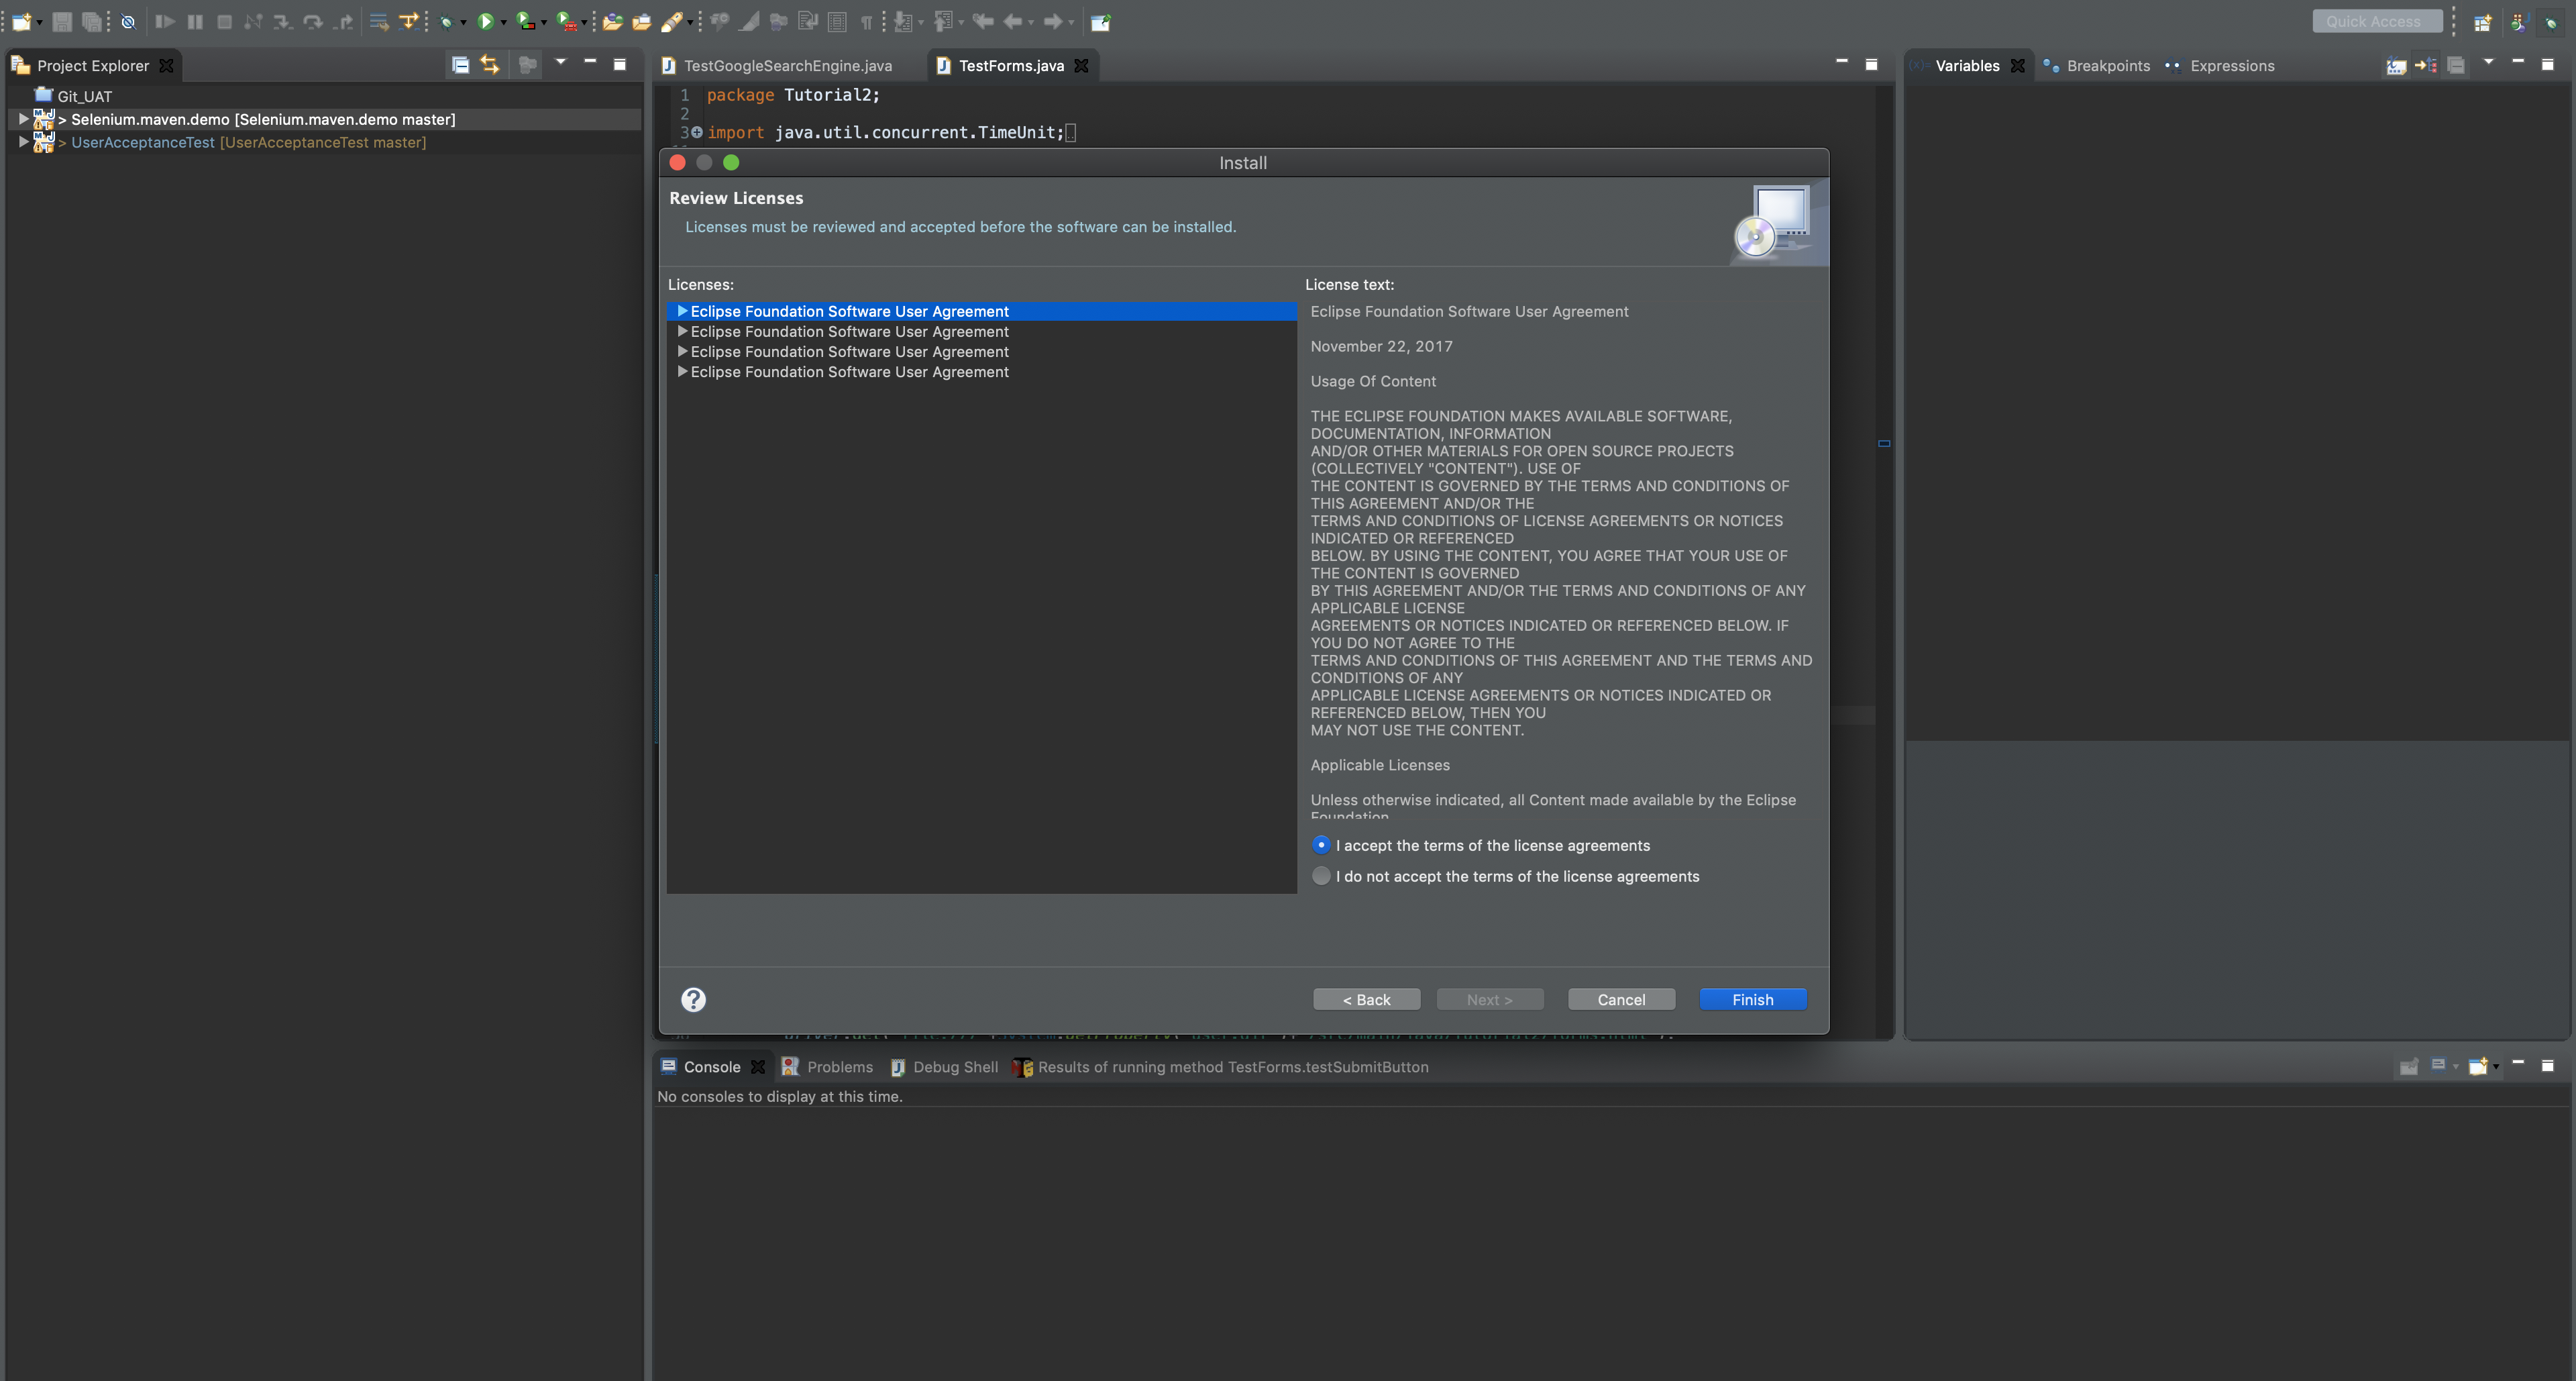 Quick Access
Project Explorer
Git_UAT
> Selenium.maven.demo [Selenium.maven.demo master]
> UserAcceptanceTest [UserAcceptanceTest master]
TestGoogleSearchEngine.java
TestForms.java
1 package Tutorial2;
2
3 import java.util.concurrent.TimeUnit;
Variables
Breakpoints
Expressions
Install
Review Licenses
Licenses must be reviewed and accepted before the software can be installed.
Licenses:
Eclipse Foundation Software User Agreement
Eclipse Foundation Software User Agreement
Eclipse Foundation Software User Agreement
Eclipse Foundation Software User Agreement
License text:
Eclipse Foundation Software User Agreement
November 22, 2017
Usage Of Content
THE ECLIPSE FOUNDATION MAKES AVAILABLE SOFTWARE,
DOCUMENTATION, INFORMATION
AND/OR OTHER MATERIALS FOR OPEN SOURCE PROJECTS
(COLLECTIVELY "CONTENT"). USE OF
THE CONTENT IS GOVERNED BY THE TERMS AND CONDITIONS OF
THIS AGREEMENT AND/OR THE
TERMS AND CONDITIONS OF LICENSE AGREEMENTS OR NOTICES
INDICATED OR REFERENCED
BELOW. BY USING THE CONTENT, YOU AGREE THAT YOUR USE OF
THE CONTENT IS GOVERNED
BY THIS AGREEMENT AND/OR THE TERMS AND CONDITIONS OF ANY
APPLICABLE LICENSE
AGREEMENTS OR NOTICES INDICATED OR REFERENCED BELOW. IF
YOU DO NOT AGREE TO THE
TERMS AND CONDITIONS OF THIS AGREEMENT AND THE TERMS AND
CONDITIONS OF ANY
APPLICABLE LICENSE AGREEMENTS OR NOTICES INDICATED OR
REFERENCED BELOW, THEN YOU
MAY NOT USE THE CONTENT.
Applicable Licenses
Unless otherwise indicated, all Content made available by the Eclipse
Foundation
I accept the terms of the license agreements
I do not accept the terms of the license agreements
?
< Back
Next >
Cancel
Finish
Console
Problems
Debug Shell
Results of running method TestForms.testSubmitButton
No consoles to display at this time.